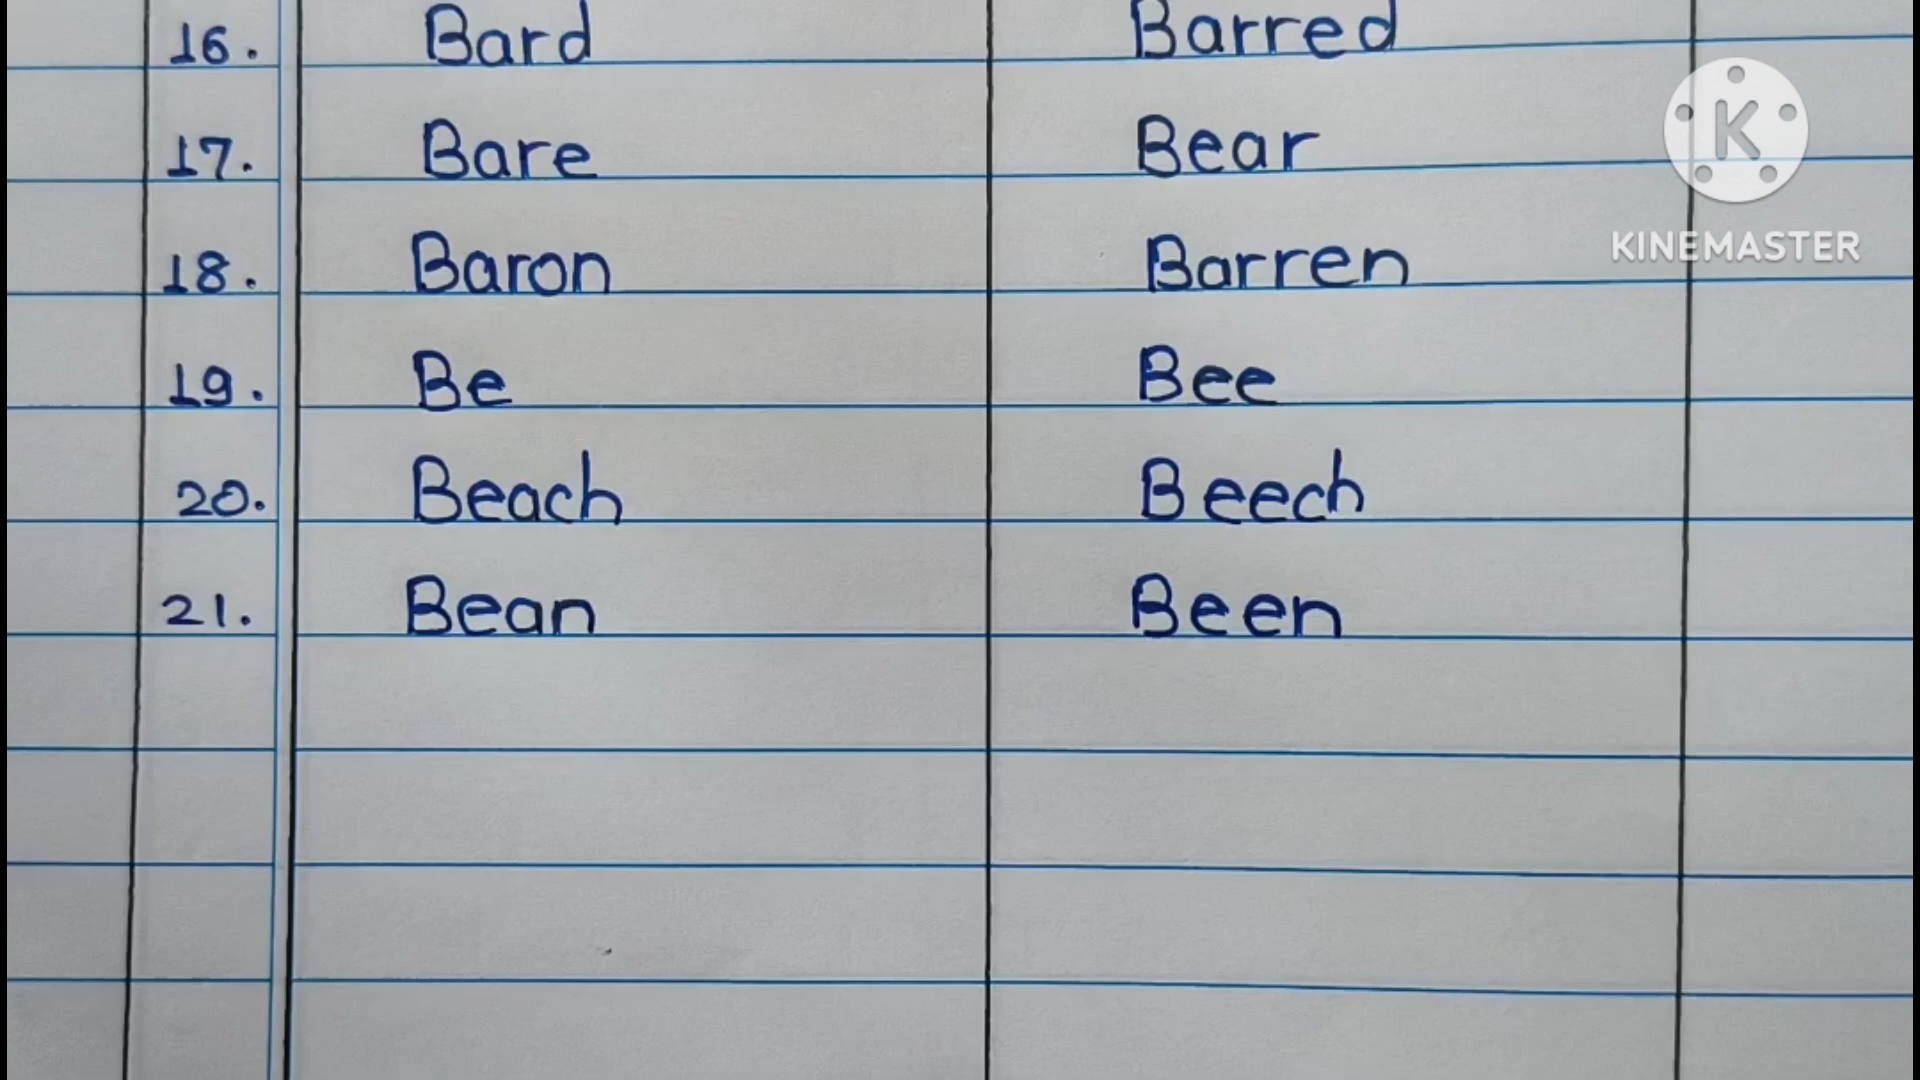 16. Bard Barred
17. Bare Bear
K
18. Baron Barren
KINEMASTER
19. Be Bee
20. Beach Beech
21. Bean Been